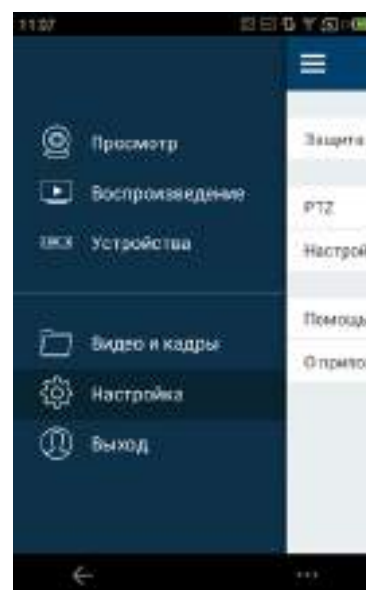 11:07
Просмотр
Воспроизведение
Устройства
Видео и кадры
Настройка
Выход
Защита
PTZ
Настрой
Помощь
О прило